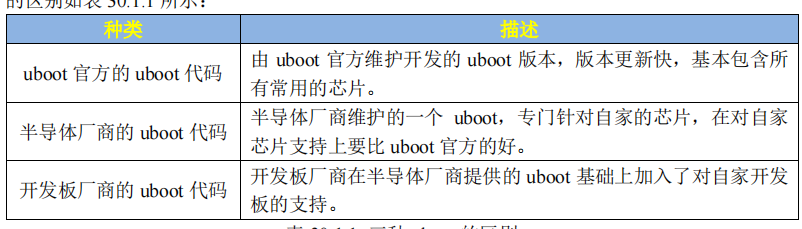 的区别如表 30.1.1 所示：
种类
描述
uboot 官方的 uboot 代码
由 uboot 官方维护开发的 uboot 版本，版本更新快，基本包含所
有常用的芯片。
半导体厂商的 uboot 代码
半导体厂商维护的一个 uboot，专门针对自家的芯片，在对自家
芯片支持上要比 uboot 官方的好。
开发板厂商的 uboot 代码
开发板厂商在半导体厂商提供的 uboot 基础上加入了对自家开发
板的支持。